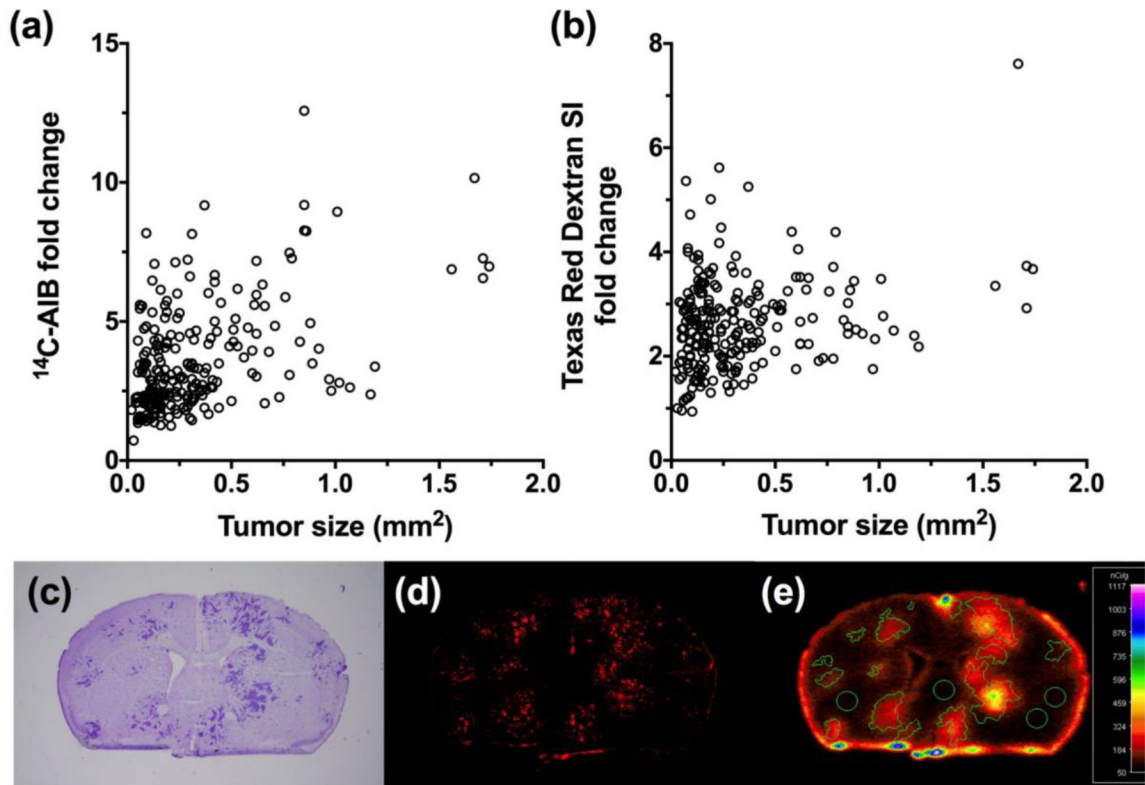 (a)
(b)
15
10
5
0
¹⁴C-AIB fold change
0.0 0.5 1.0 1.5 2.0
Tumor size (mm²)
8
6
4
2
0
Texas Red Dextran SI
fold change
0.0 0.5 1.0 1.5 2.0
Tumor size (mm²)
(c)
(d)
(e)
nCi/g
1117
1003
876
735
596
459
324
184
50